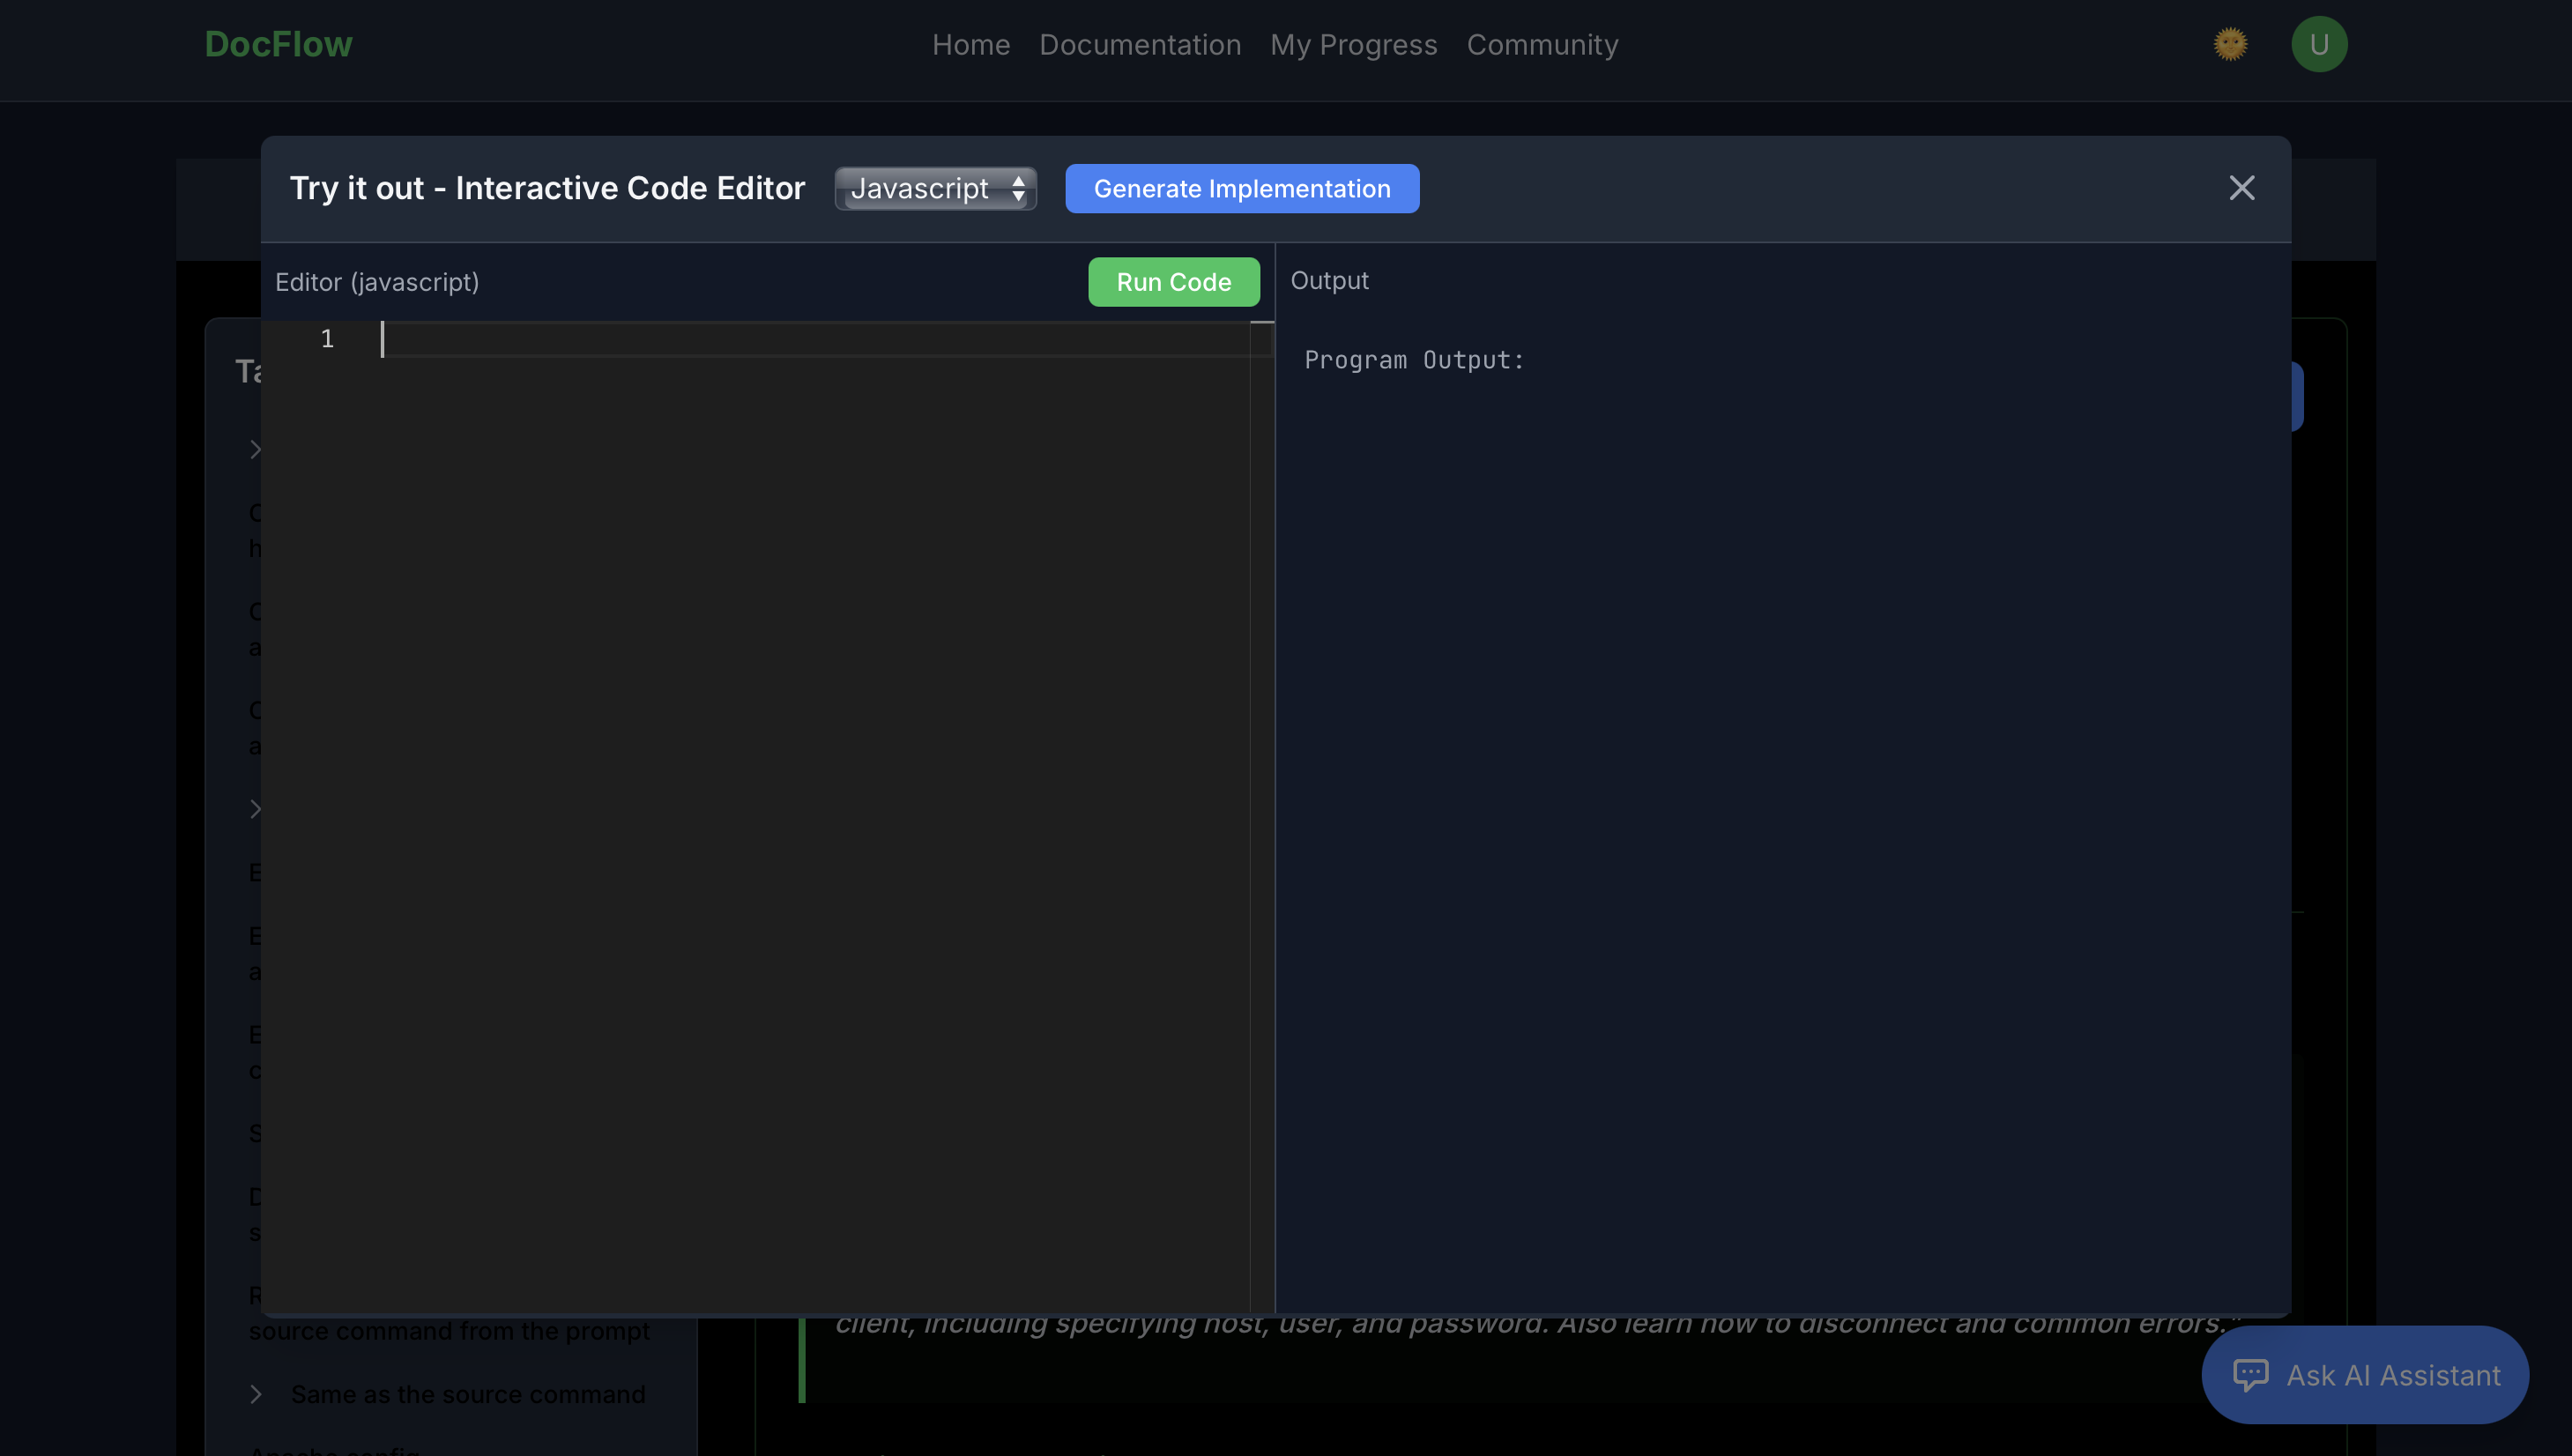 DocFlow
Home Documentation My Progress Community
U
Try it out - Interactive Code Editor Javascript Generate Implementation
Editor (javascript) Run Code Output
1
Program Output:
source command from the prompt
client, including specifying host, user, and password. Also learn how to disconnect and common errors."
Same as the source command
Ask AI Assistant